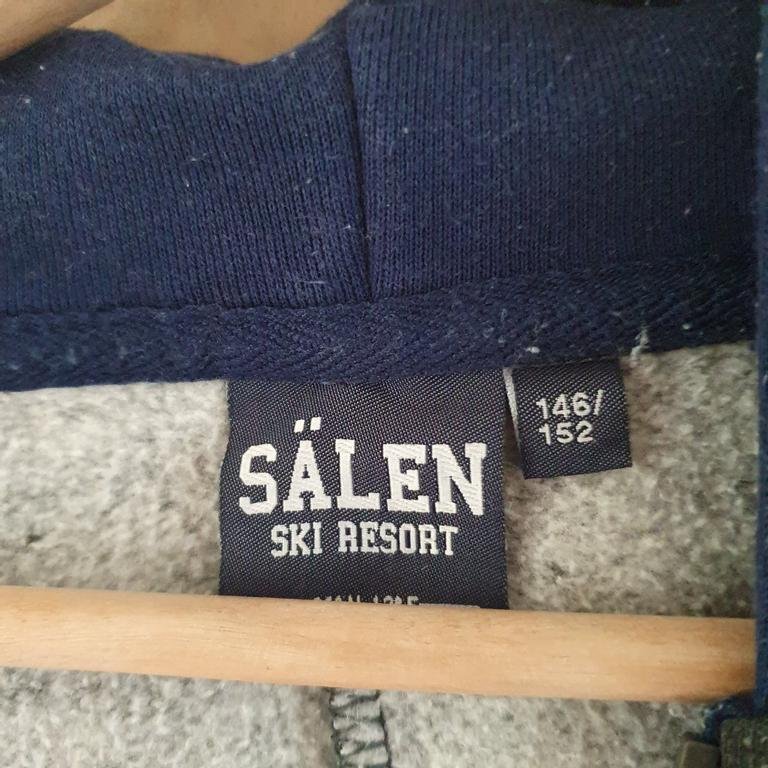 SÄLEN
SKI RESORT
146/
152